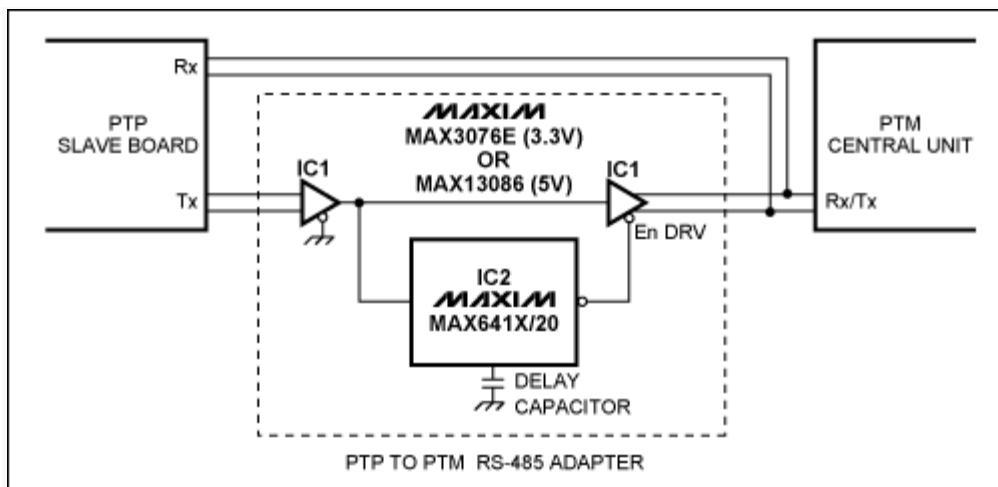 Rx
PTP
SLAVE BOARD
Tx
MAXIM
MAX3076E (3.3V)
OR
MAX13086 (5V)
IC1
IC1
En DRV
IC2
MAXIM
MAX641X/20
DELAY
CAPACITOR
PTM
CENTRAL UNIT
Rx/Tx
PTP TO PTM RS-485 ADAPTER